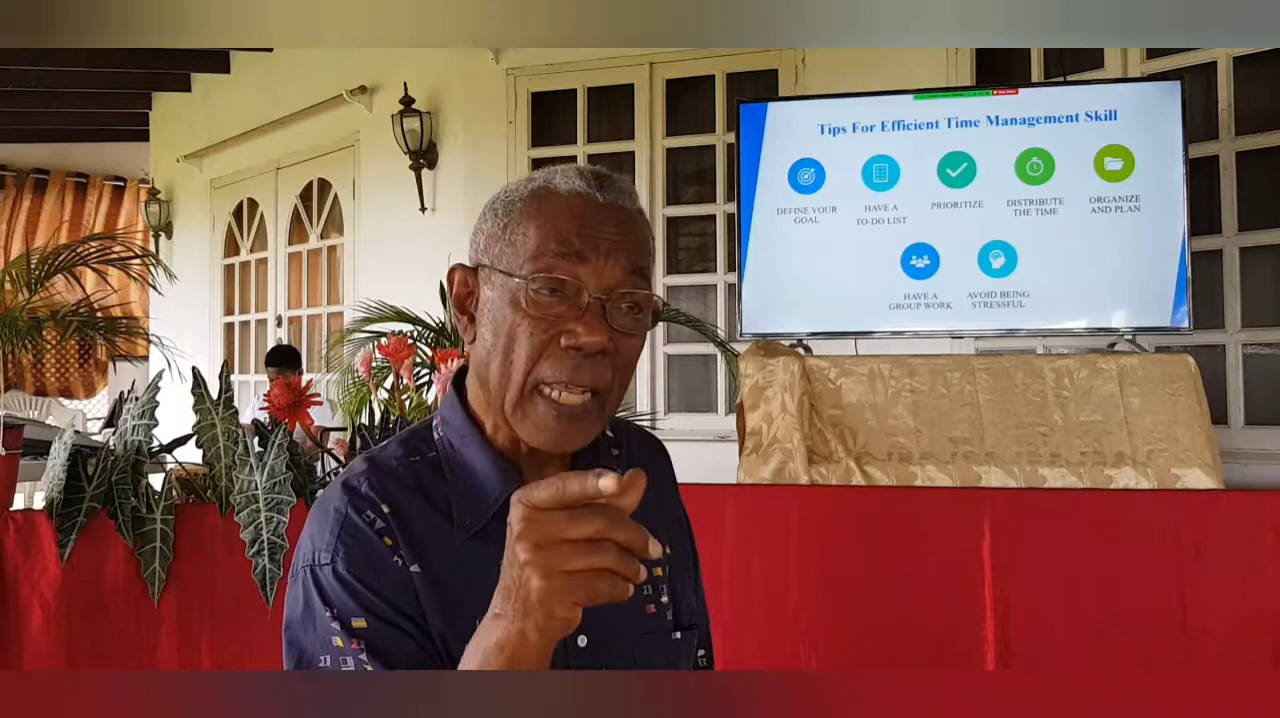 Tips For Efficient Time Management Skill
DEFINE YOUR
GOAL
HAVE A
TO-DO LIST
PRIORITIZE
DISTRIBUTE
THE TIME
ORGANIZE
AND PLAN
HAVE A
GROUP WORK
AVOID BEING
STRESSFUL